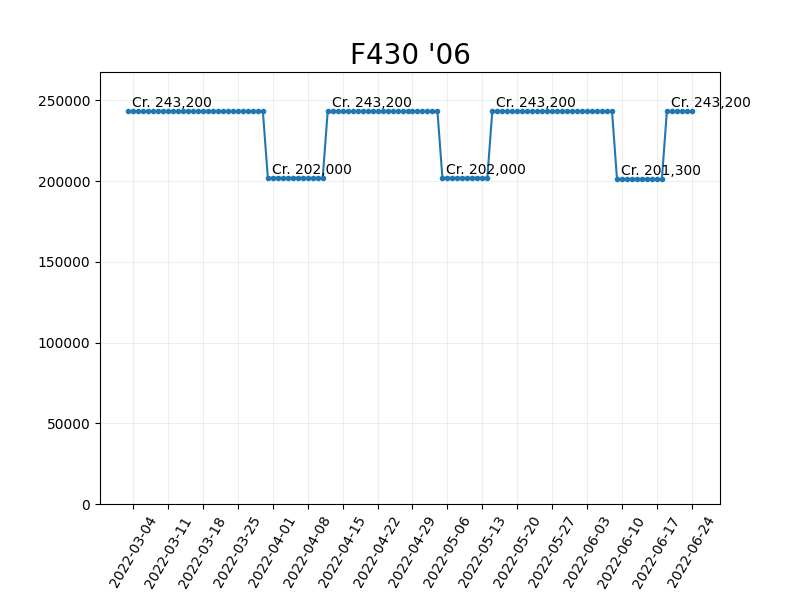 F430 '06
250000
200000
150000
100000
50000
0
Cr. 243,200
Cr. 243,200
Cr. 243,200
Cr. 243,200
Cr. 202,000
Cr. 202,000
Cr. 201,300
2022-03-04
2022-03-11
2022-03-18
2022-03-25
2022-04-01
2022-04-08
2022-04-15
2022-04-22
2022-04-29
2022-05-06
2022-05-13
2022-05-20
2022-05-27
2022-06-03
2022-06-10
2022-06-17
2022-06-24